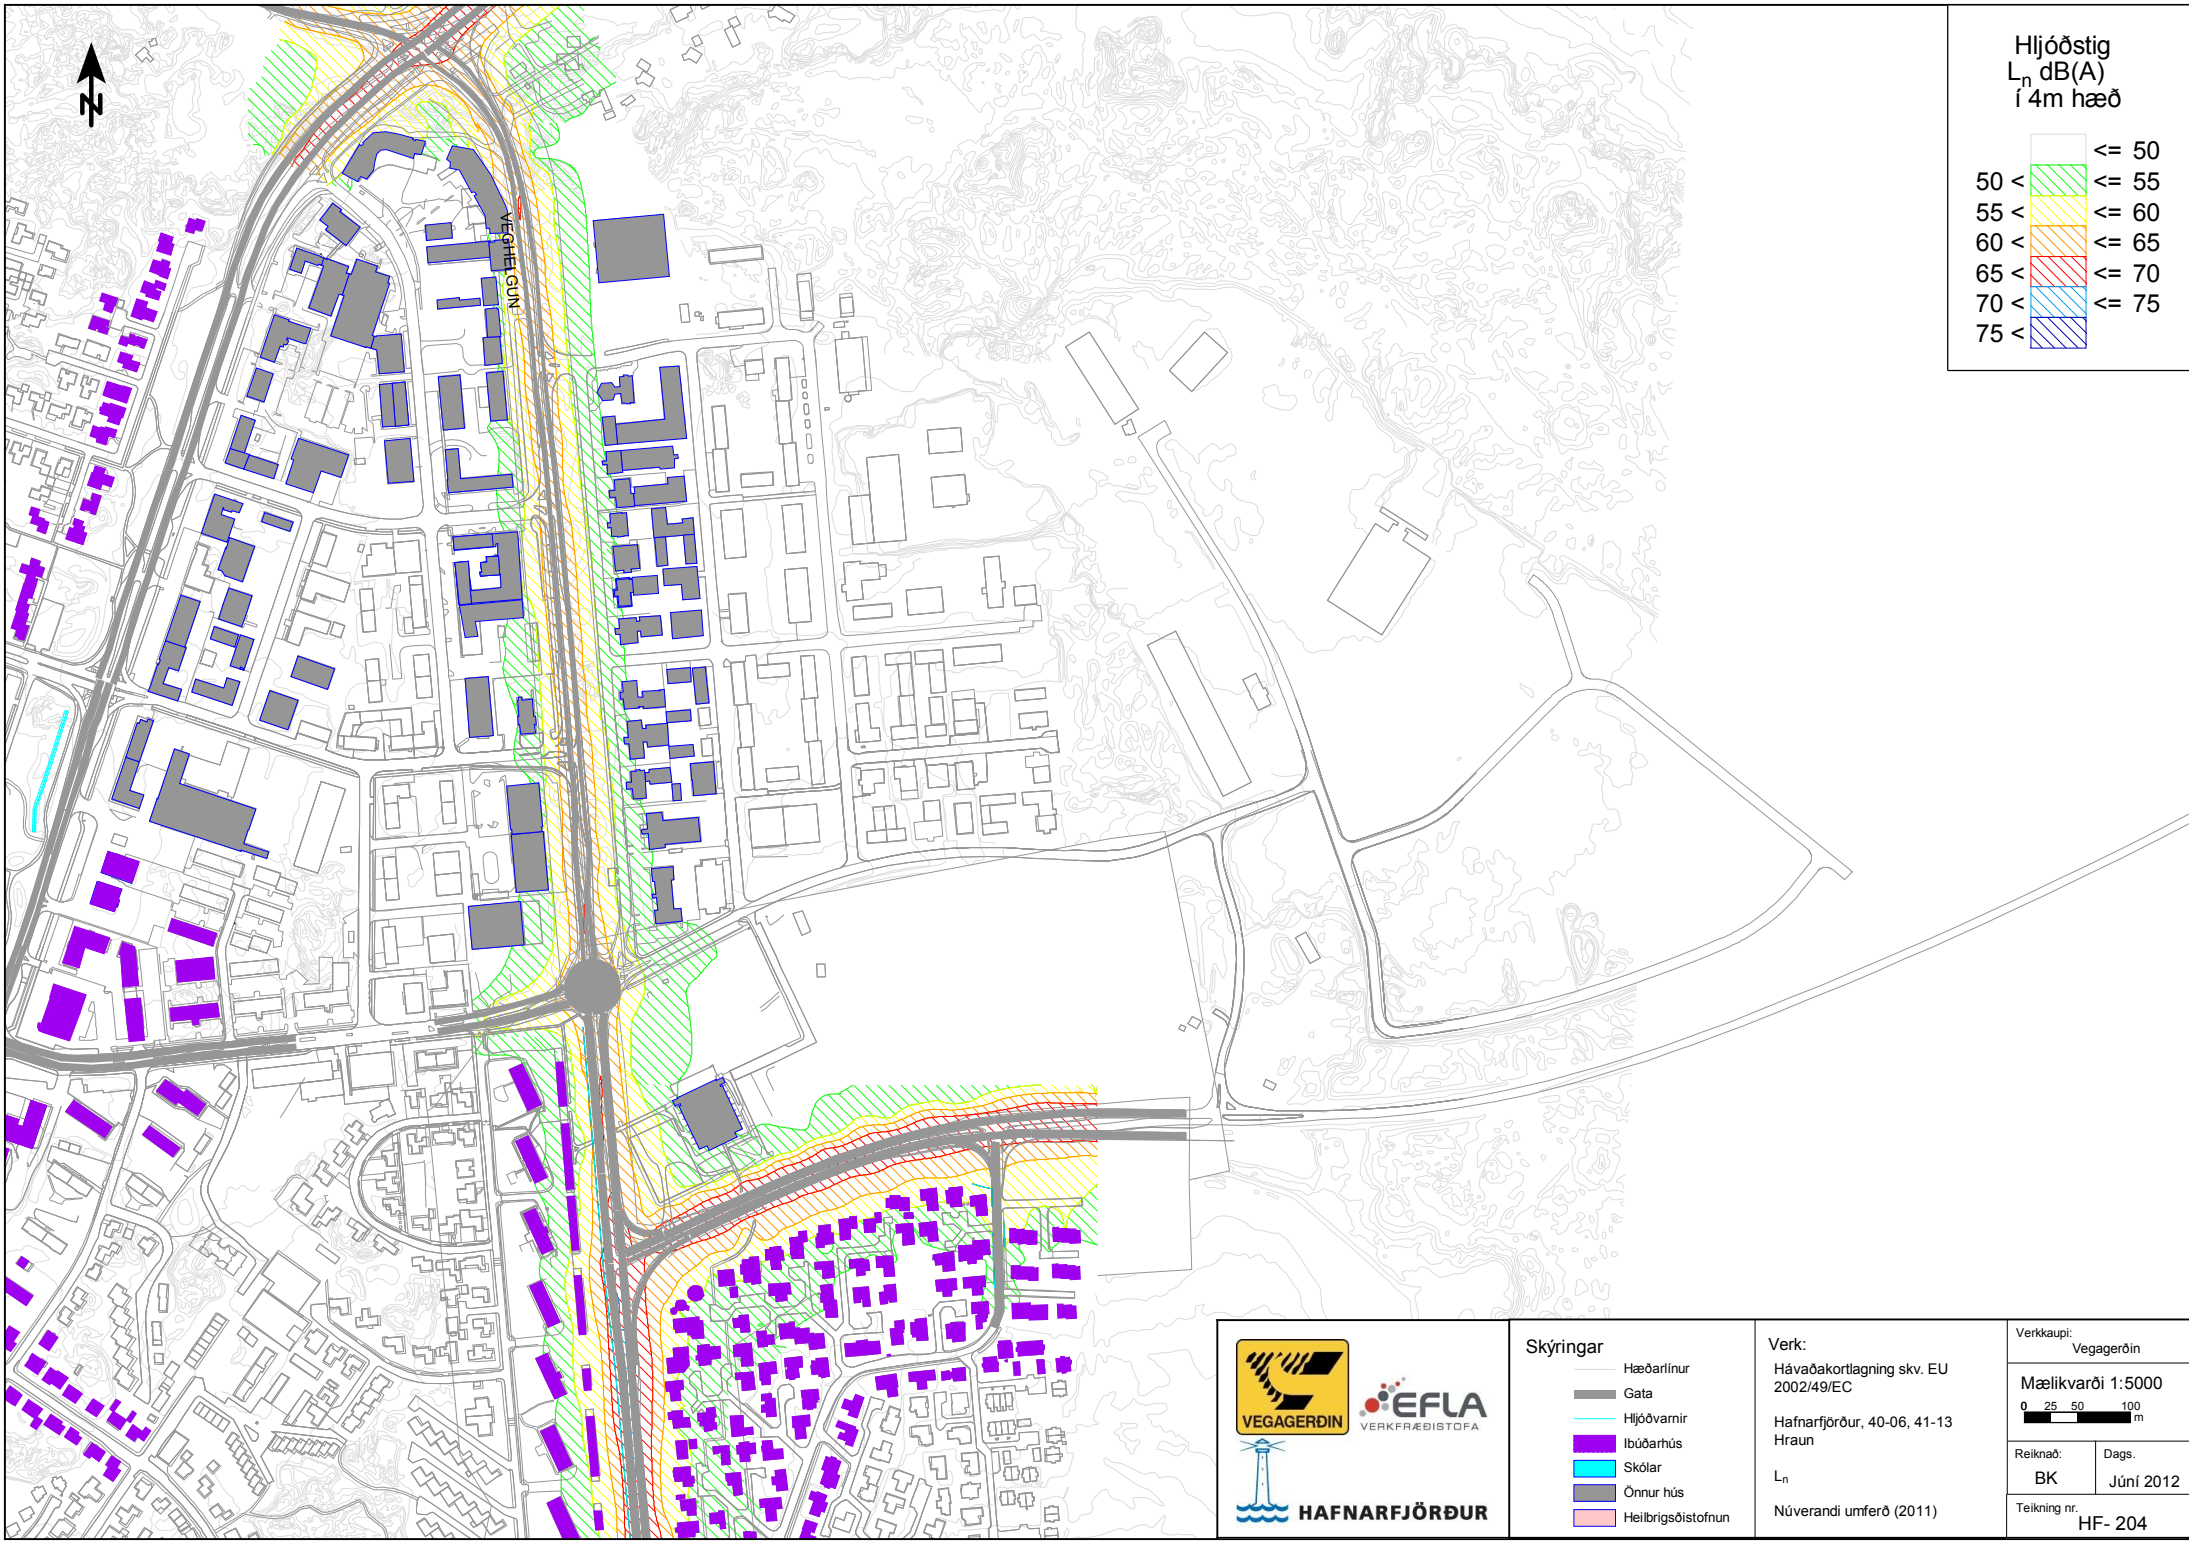 N
VEGHELGUN
Hljóðstig
Ln dB(A)
í 4m hæð
<= 50
50 < <= 55
55 < <= 60
60 < <= 65
65 < <= 70
70 < <= 75
75 <
VEGAGERÐIN
EFLA
VERKFRÆÐISTOFA
HAFNARFJÖRÐUR
Skýringar
Hæðarlínur
Gata
Hljóðvarnir
Ibúðarhús
Skólar
Önnur hús
Heilbrigsðistofnun
Verk:
Hávaðakortlagning skv. EU
2002/49/EC
Hafnarfjörður, 40-06, 41-13
Hraun
Ln
Núverandi umferð (2011)
Verkkaupi:
Vegagerðin
Mælikvarði 1:5000
0 25 50 100
m
Reiknað:
BK
Dags.
Júní 2012
Teikning nr.
HF- 204